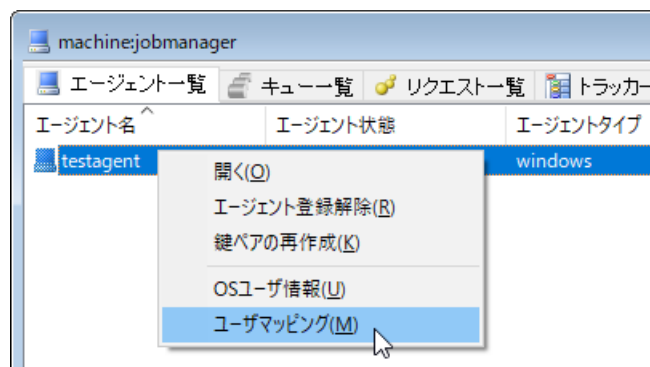 machine:jobmanager
エージェント一覧 キュー一覧 リクエスト一覧 トラッカー
エージェント名 エージェント状態 エージェントタイプ
testagent windows
開く(O)
エージェント登録解除(R)
鍵ペアの再作成(K)
OSユーザ情報(U)
ユーザマッピング(M)